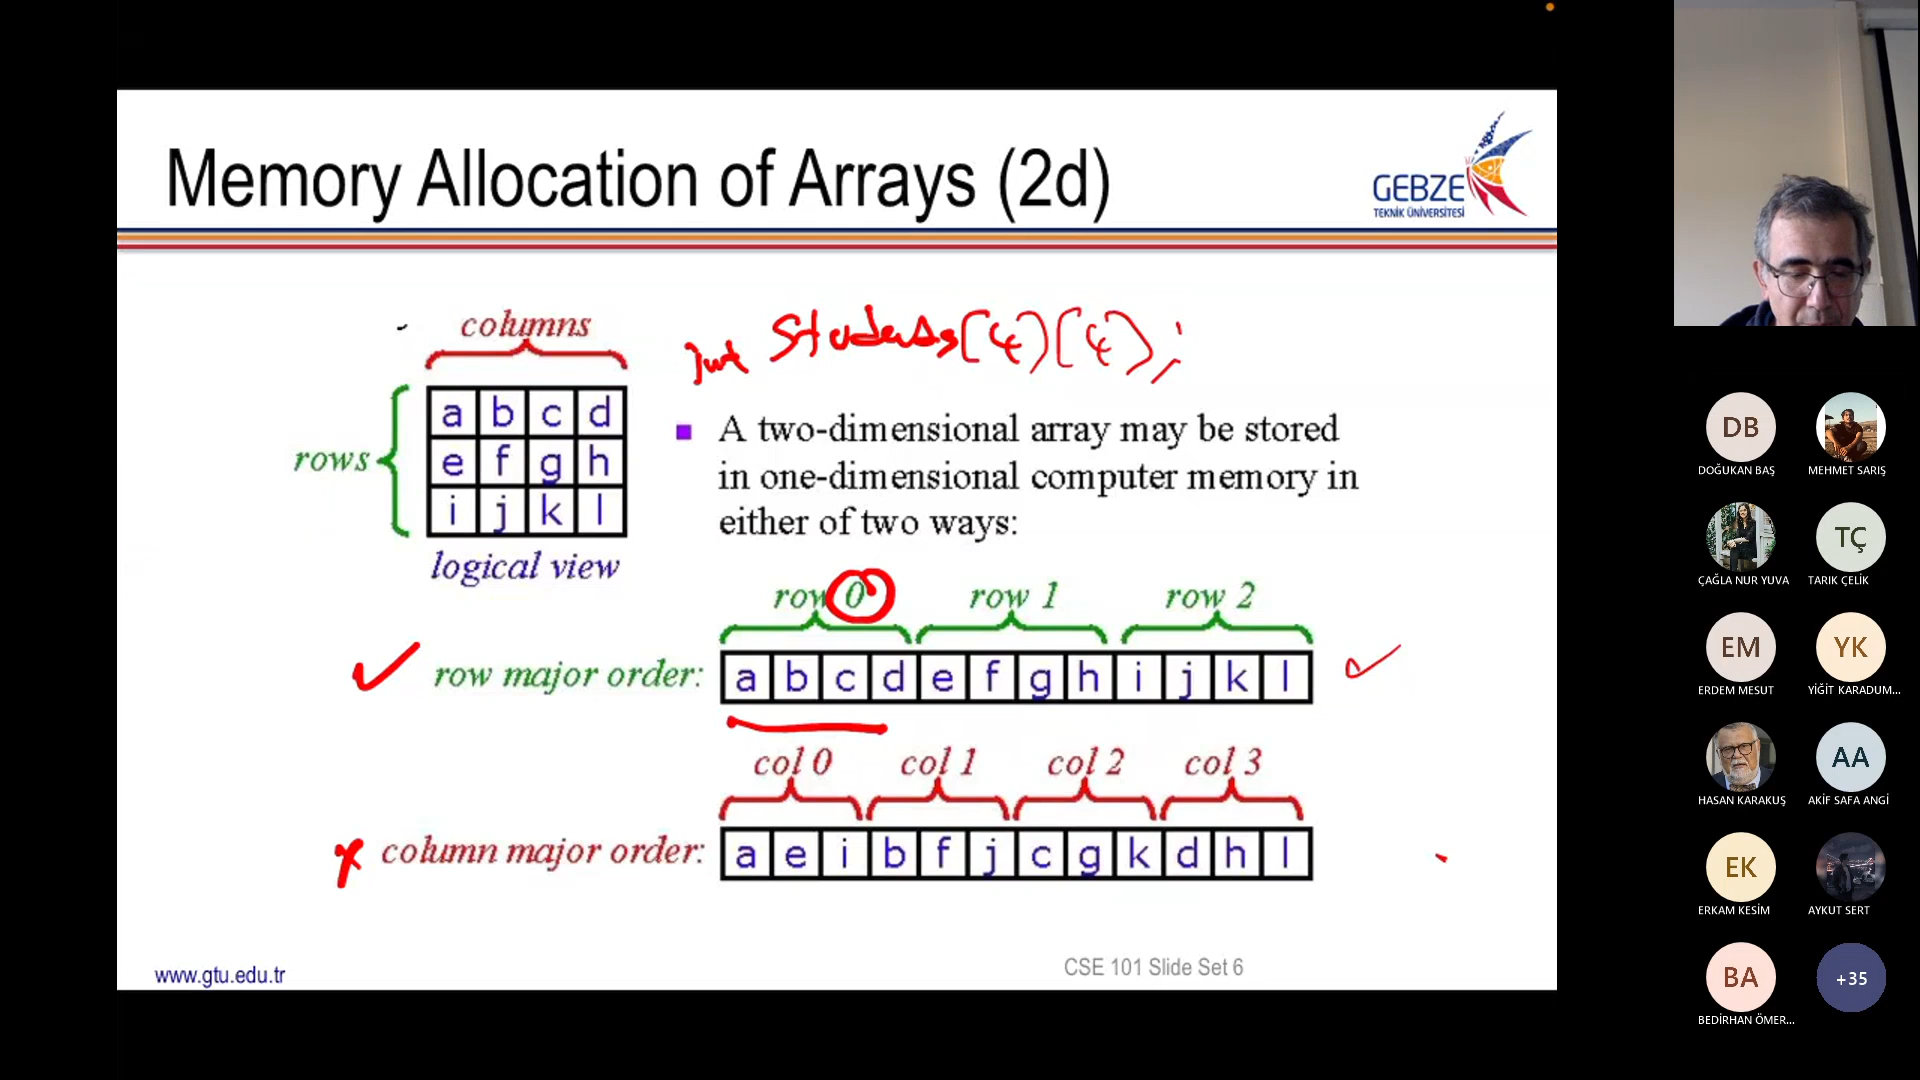 Memory Allocation of Arrays (2d)
GEBZE
TEKNİK ÜNİVERSİTESİ
columns
int Students[4][4];
a b c d
rows
e f g h
i j k l
logical view
A two-dimensional array may be stored
in one-dimensional computer memory in
either of two ways:
row 0 row 1 row 2
row major order: a b c d e f g h i j k l
col 0 col 1 col 2 col 3
column major order: a e i b f j c g k d h l
www.gtu.edu.tr
CSE 101 Slide Set 6
DB
DOĞUKAN BAŞ
MEHMET SARIŞ
ÇAĞLA NUR YUVA
TÇ
TARIK ÇELİK
EM
ERDEM MESUT
YK
YİĞİT KARADUM...
HASAN KARAKUŞ
AA
AKİF SAFA ANGİ
EK
ERKAM KESİM
AYKUT SERT
BA
BEDİRHAN ÖMER...
+35